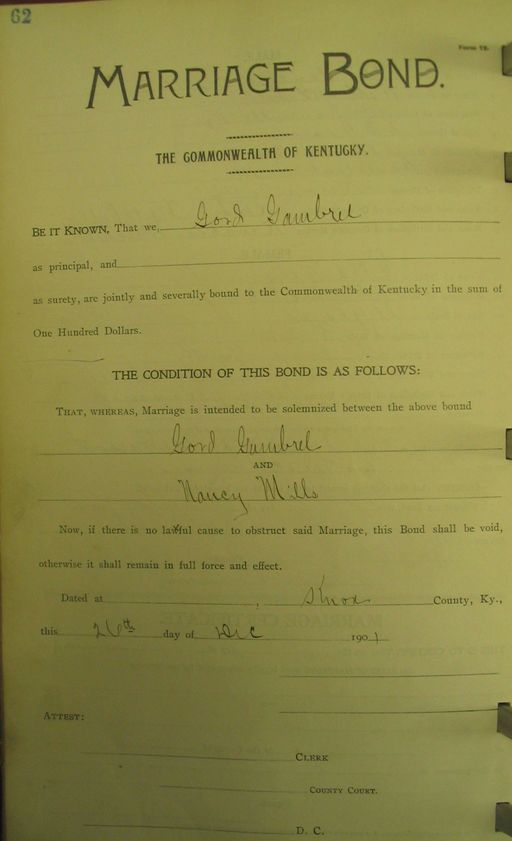 62
Form 72.
MARRIAGE BOND.
THE COMMONWEALTH OF KENTUCKY.
BE IT KNOWN, That we, Gord Gambrel
as principal, and
as surety, are jointly and severally bound to the Commonwealth of Kentucky in the sum of
One Hundred Dollars.
THE CONDITION OF THIS BOND IS AS FOLLOWS:
THAT, WHEREAS, Marriage is intended to be solemnized between the above bound
Gord Gambrel
AND
Nancy Mills
Now, if there is no lawful cause to obstruct said Marriage, this Bond shall be void,
otherwise it shall remain in full force and effect.
Dated at , Knox County, Ky.,
this 26th day of Dec 1901
ATTEST:
CLERK
COUNTY COURT.
D. C.